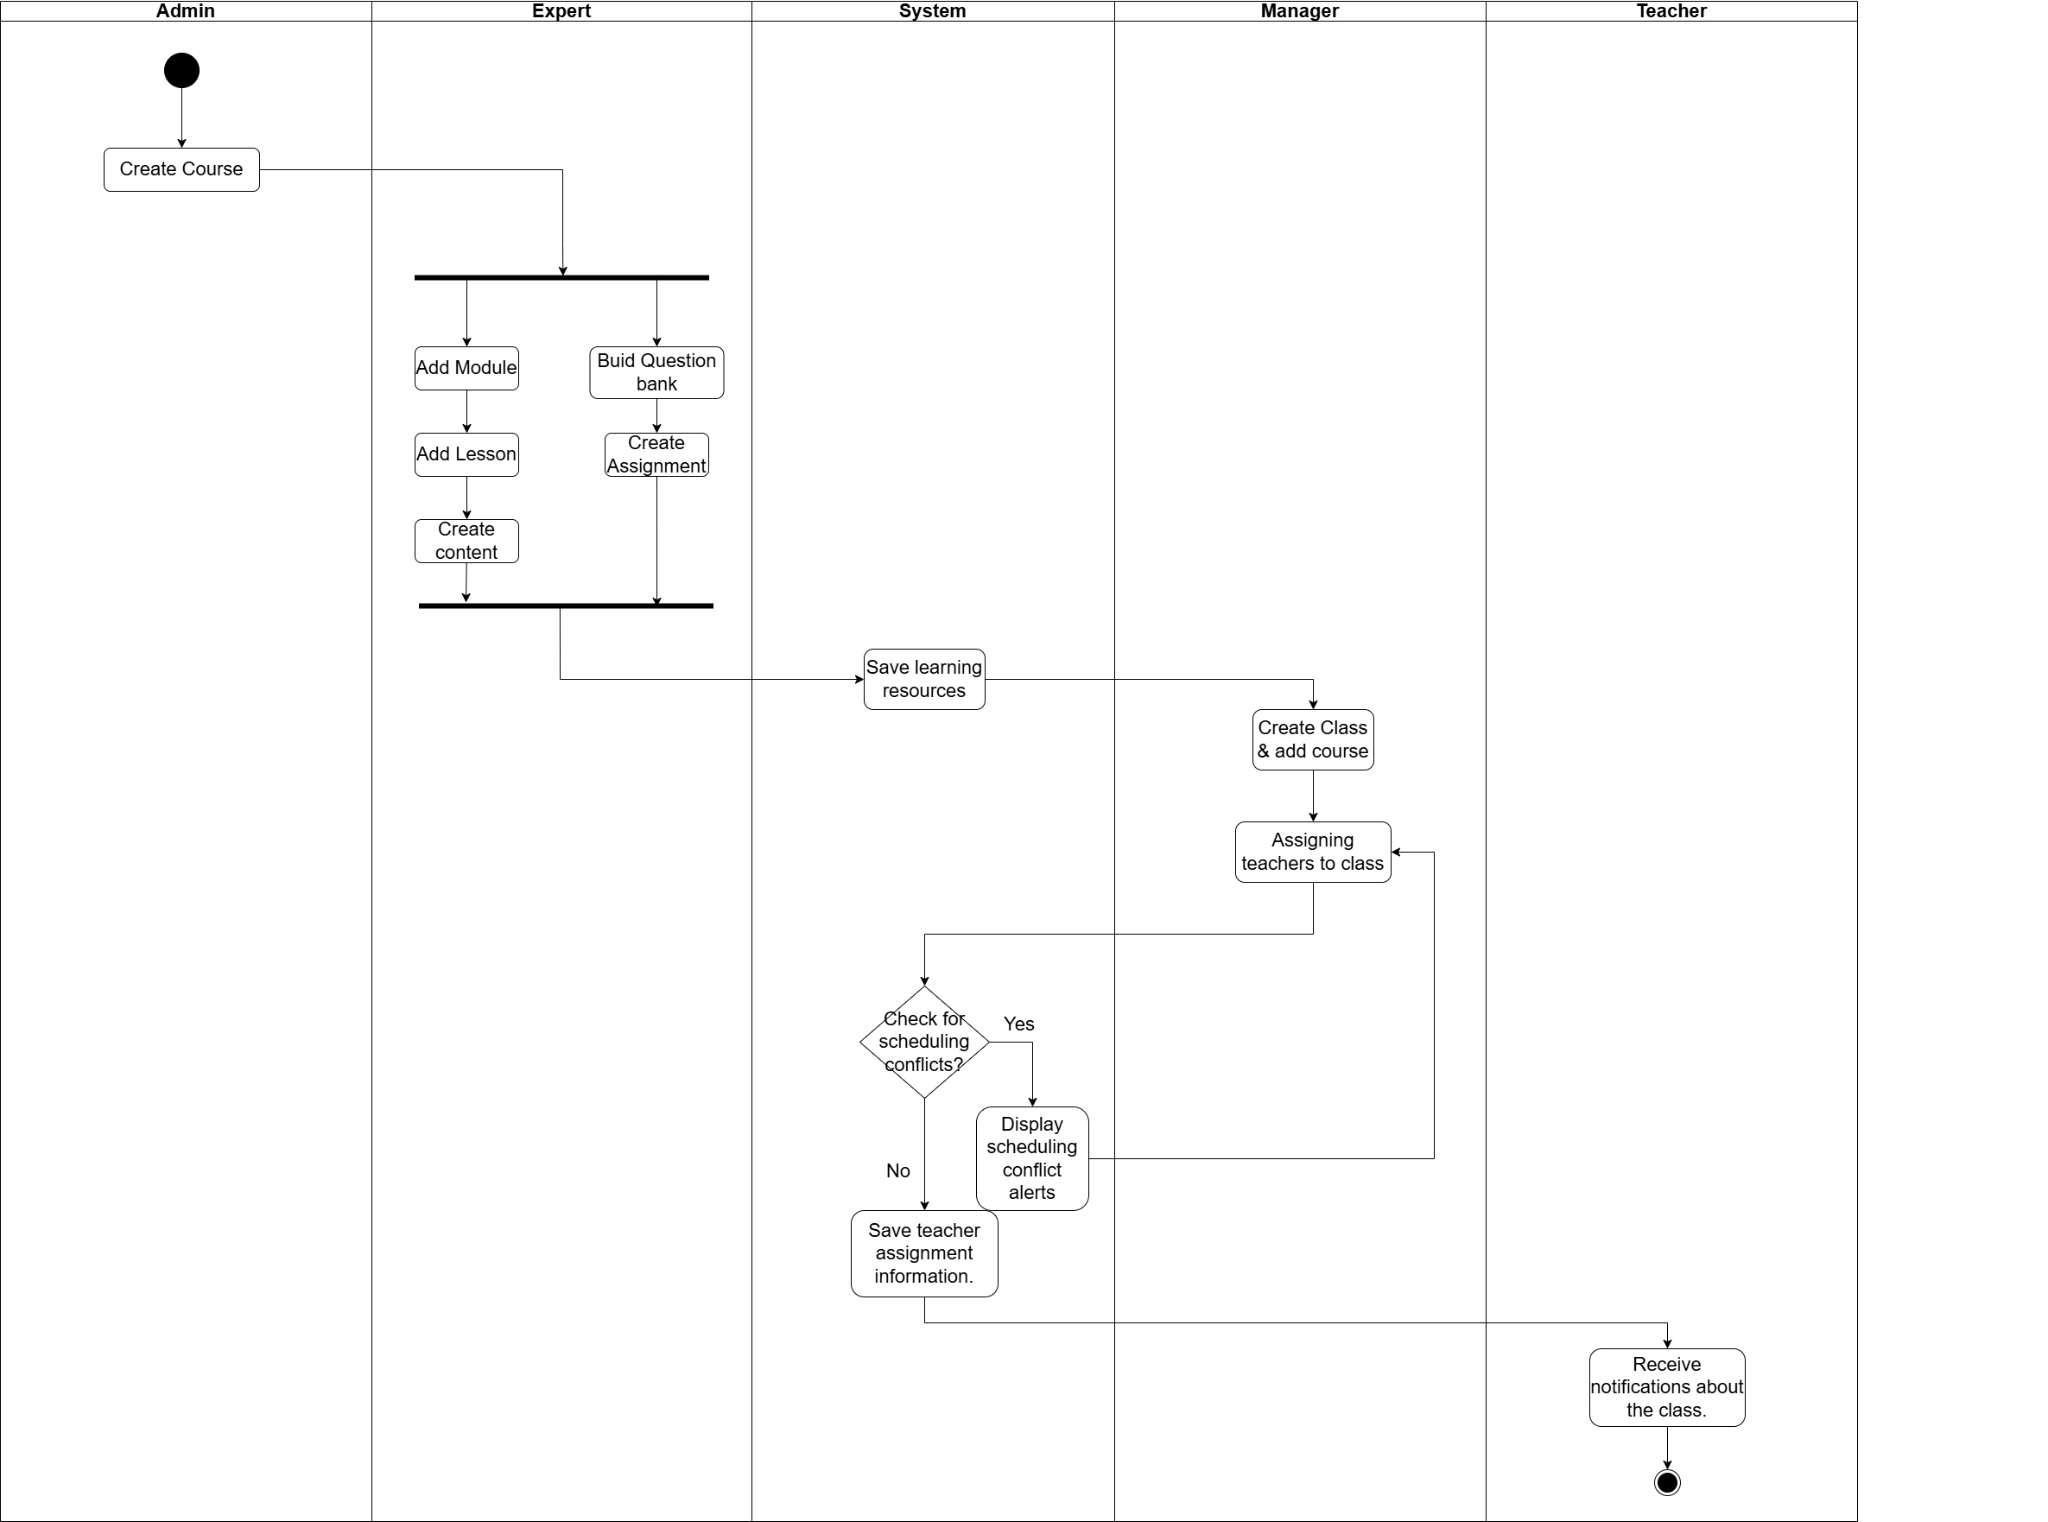 Admin
Expert
System
Manager
Teacher
Create Course
Add Module
Buid Question
bank
Add Lesson
Create
Assignment
Create
content
Save learning
resources
Create Class
& add course
Assigning
teachers to class
Check for
scheduling
conflicts?
Yes
Display
scheduling
conflict
alerts
No
Save teacher
assignment
information.
Receive
notifications about
the class.